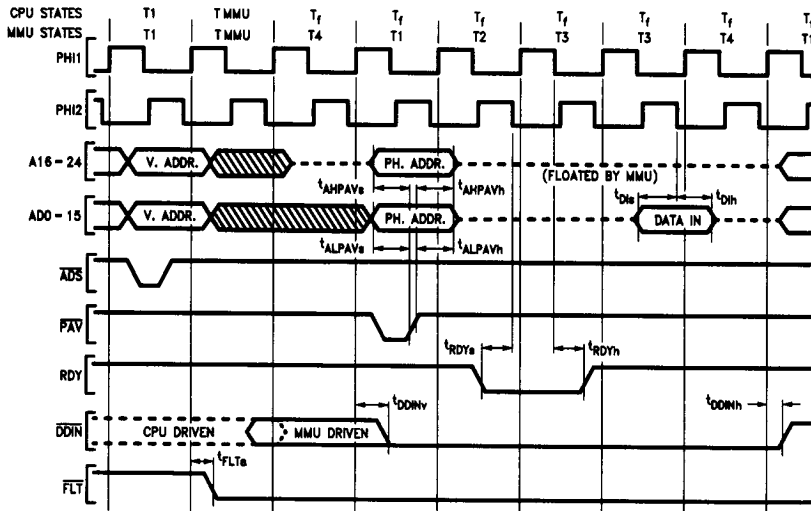 CPU STATES T1 TMMU Tf Tf Tf Tf Tf Tf Tf
MMU STATES T1 TMMU T4 T1 T2 T3 T3 T4 T1
PHI1
PHI2
A16-24 V. ADDR. PH. ADDR. (FLOATED BY MMU)
tAHPAVs tAHPAVh tDIs tDIh
AD0-15 V. ADDR. PH. ADDR. DATA IN
tALPAVs tALPAVh
ADS
PAV
tRDYs tRDYh
RDY
tDDINv tDDINh
DDIN CPU DRIVEN MMU DRIVEN
tFLTa
FLT